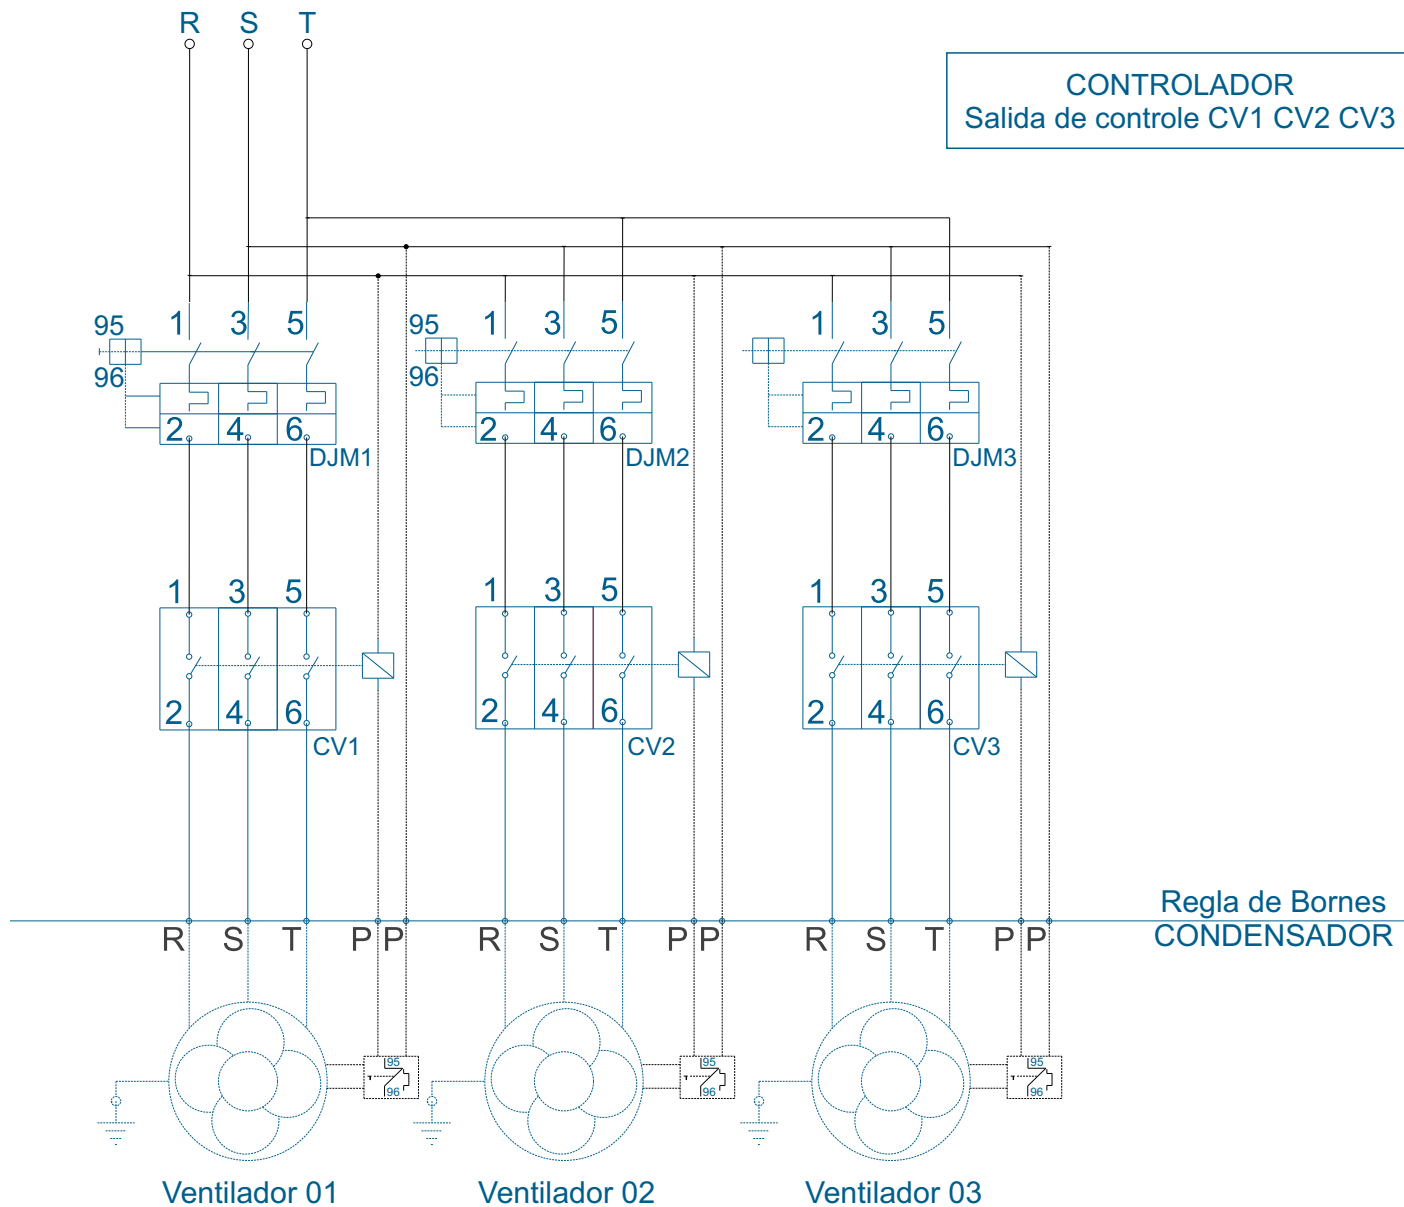 R S T
CONTROLADOR
Salida de controle CV1 CV2 CV3
95 1 3 5 95 1 3 5 1 3 5
96 96
2 4 6 2 4 6 2 4 6
DJM1 DJM2 DJM3
1 3 5 1 3 5 1 3 5
2 4 6 2 4 6 2 4 6
CV1 CV2 CV3
Regla de Bornes
R S T P P R S T P P R S T P P CONDENSADOR
95 95 95
96 96 96
Ventilador 01 Ventilador 02 Ventilador 03